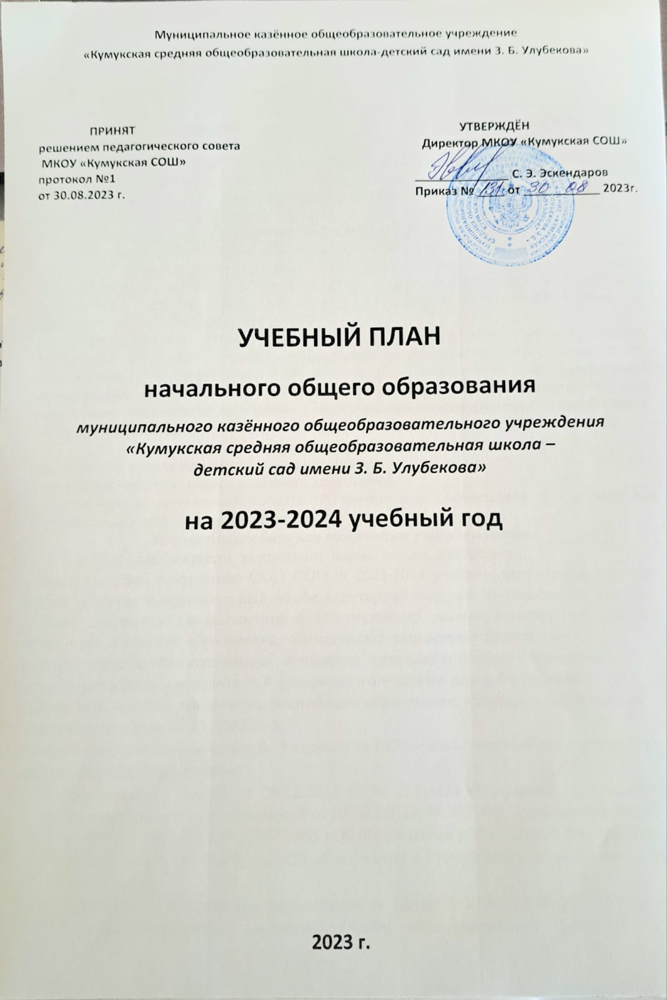 Муниципальное казённое общеобразовательное учреждение
«Кумукская средняя общеобразовательная школа-детский сад имени З. Б. Улубекова»
ПРИНЯТ
решением педагогического совета
МКОУ «Кумукская СОШ»
протокол №1
от 30.08.2023 г.
УТВЕРЖДЁН
Директор МКОУ «Кумукская СОШ»
С. Э. Эскендаров
Приказ № 131 от 30 08 2023г.
УЧЕБНЫЙ ПЛАН
начального общего образования
муниципального казённого общеобразовательного учреждения
«Кумукская средняя общеобразовательная школа –
детский сад имени З. Б. Улубекова»
на 2023-2024 учебный год
2023 г.